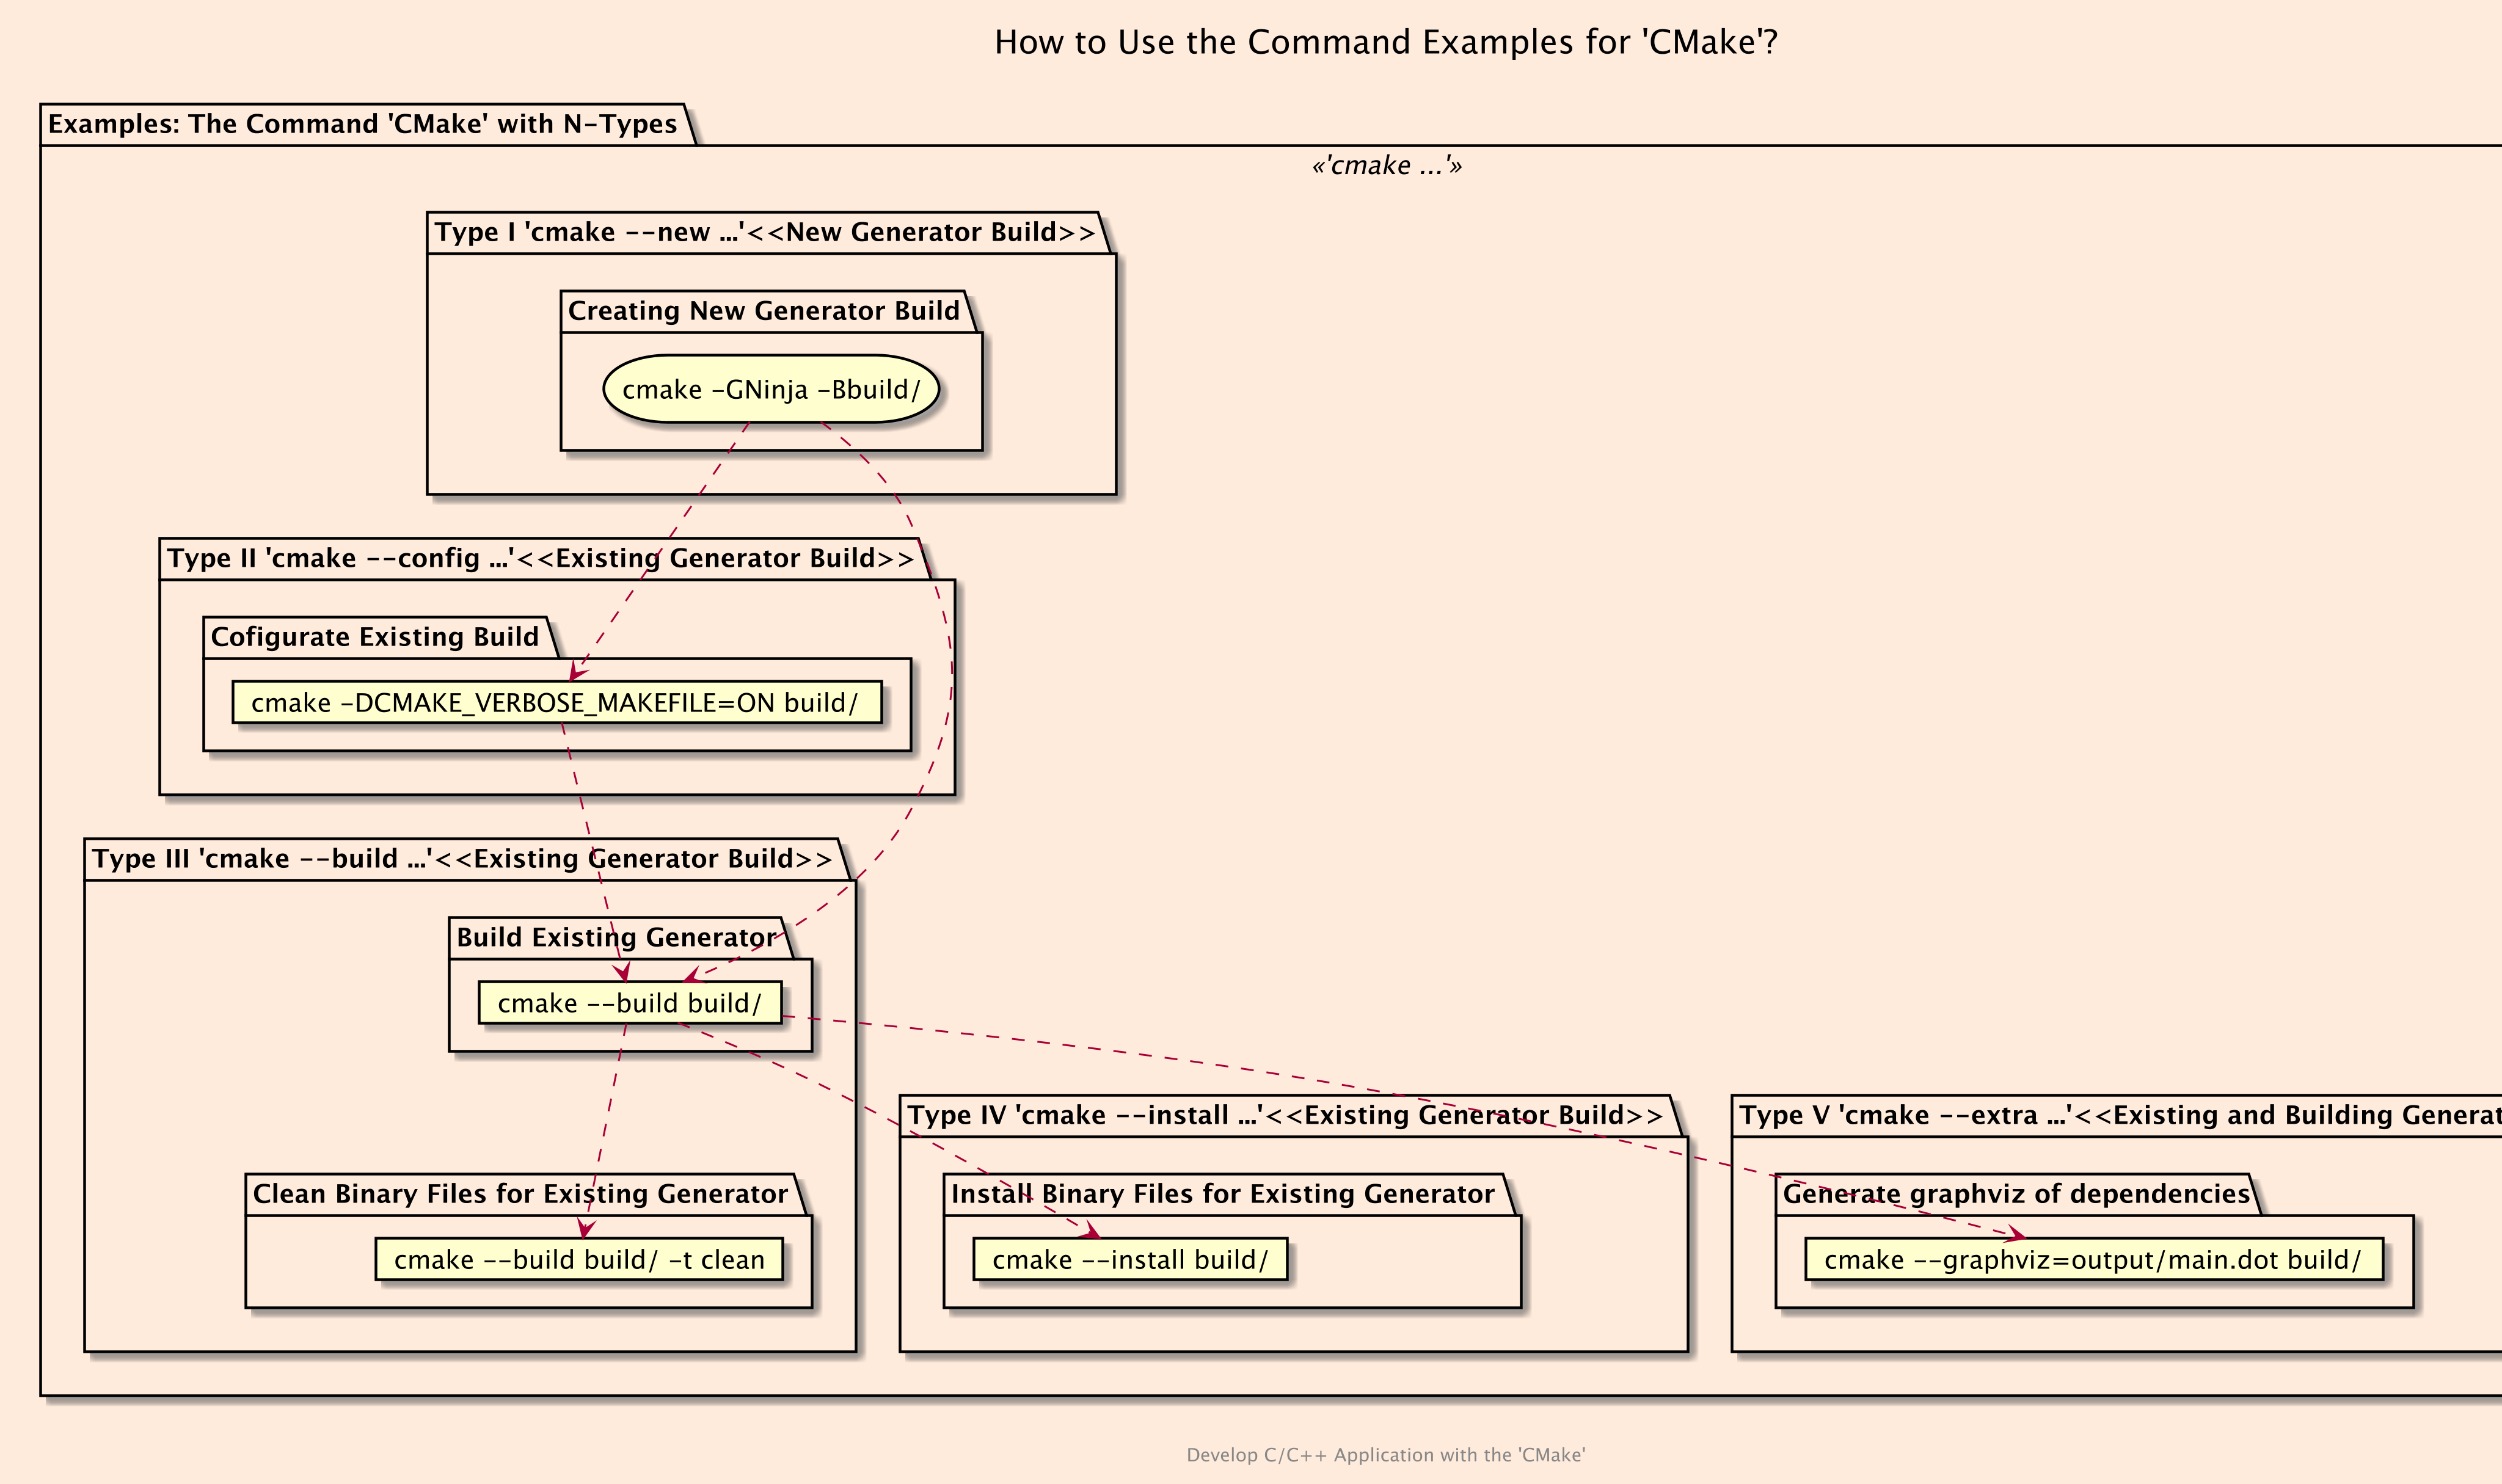 How to Use the Command Examples for 'CMake'?
Examples: The Command 'CMake' with N-Types
«'cmake ...'»
Type I 'cmake --new ...'<<New Generator Build>>
Creating New Generator Build
cmake -GNinja -Bbuild/
Type II 'cmake --config ...'<<Existing Generator Build>>
Cofigurate Existing Build
cmake -DCMAKE_VERBOSE_MAKEFILE=ON build/
Type III 'cmake --build ...'<<Existing Generator Build>>
Build Existing Generator
cmake --build build/
Type IV 'cmake --install ...'<<Existing Generator Build>>
Type V 'cmake --extra ...'<<Existing and Building
Clean Binary Files for Existing Generator
Install Binary Files for Existing Generator
Generate graphviz of dependencies
cmake --build build/ -t clean
cmake --install build/
cmake --graphviz=output/main.dot build/
Develop C/C++ Application with the 'CMake'